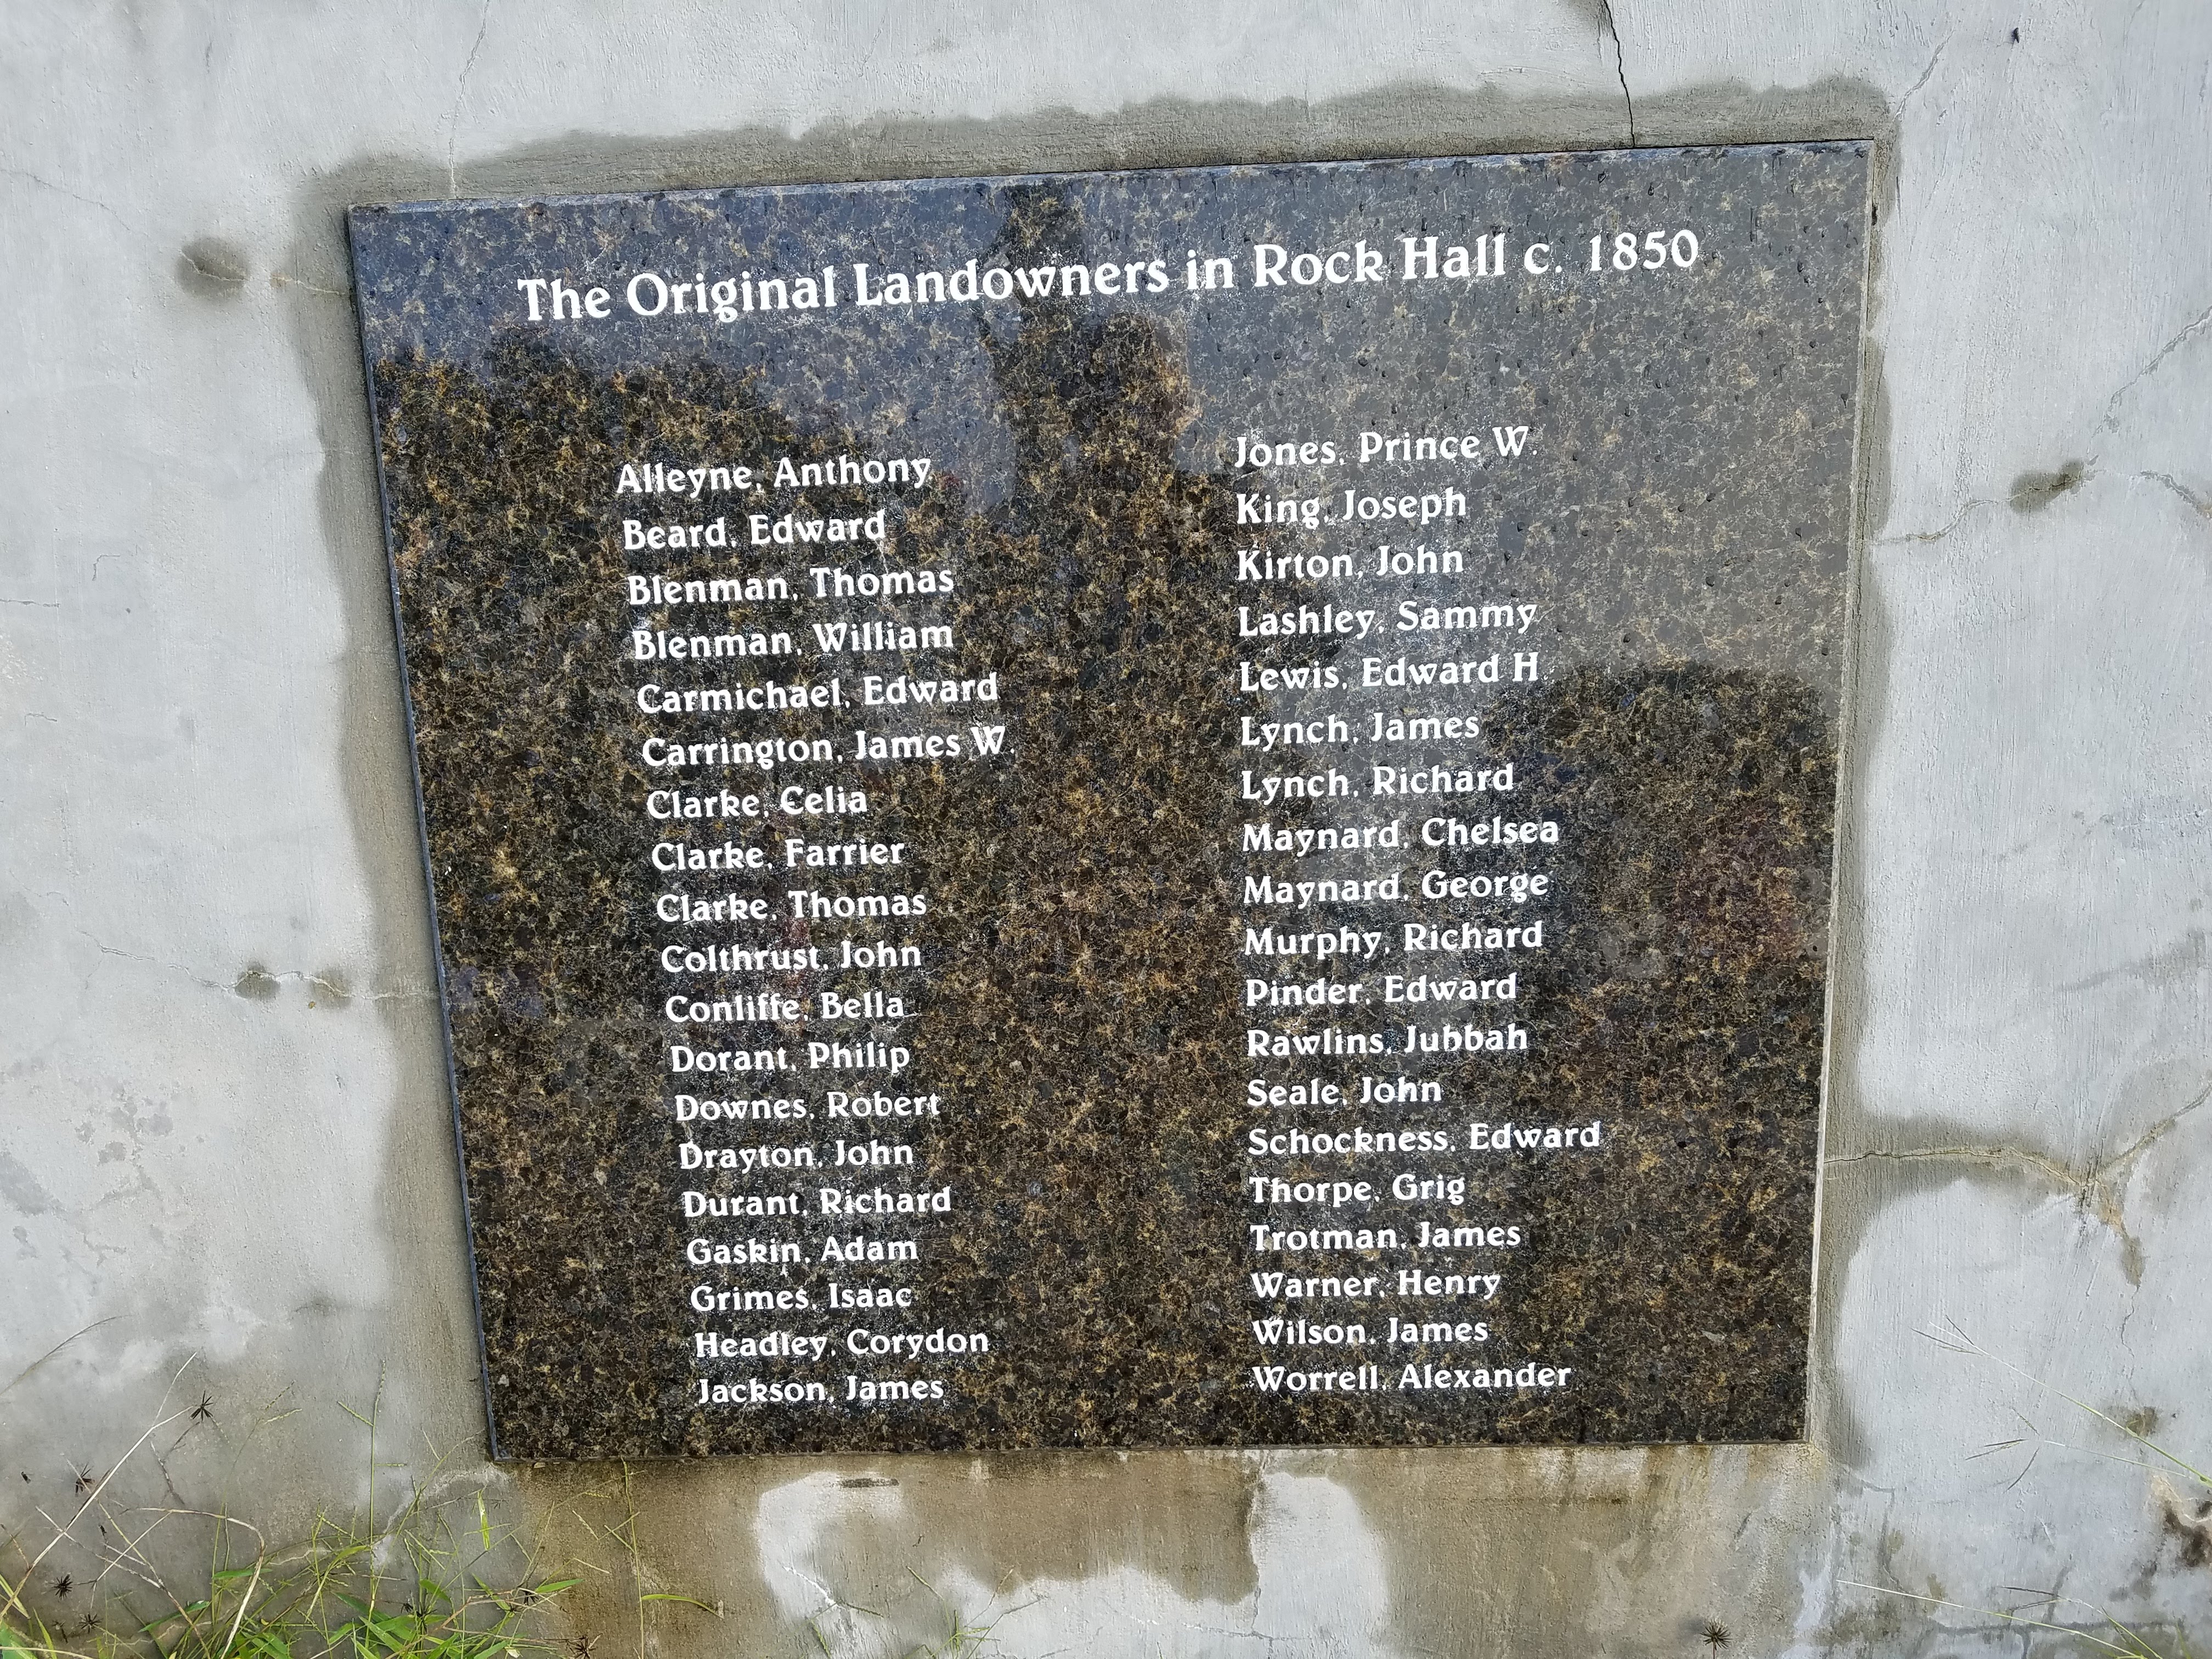 The Original Landowners in Rock Hall c. 1850
Alleyne, Anthony
Beard, Edward
Blenman, Thomas
Blenman, William
Carmichael, Edward
Carrington, James W.
Clarke, Celia
Clarke, Farrier
Clarke, Thomas
Colthrust, John
Conliffe, Bella
Dorant, Philip
Downes, Robert
Drayton, John
Durant, Richard
Gaskin, Adam
Grimes, Isaac
Headley, Corydon
Jackson, James
Jones, Prince W.
King, Joseph
Kirton, John
Lashley, Sammy
Lewis, Edward H.
Lynch, James
Lynch, Richard
Maynard, Chelsea
Maynard, George
Murphy, Richard
Pinder, Edward
Rawlins, Jubbah
Seale, John
Schockness, Edward
Thorpe, Grig
Trotman, James
Warner, Henry
Wilson, James
Worrell, Alexander